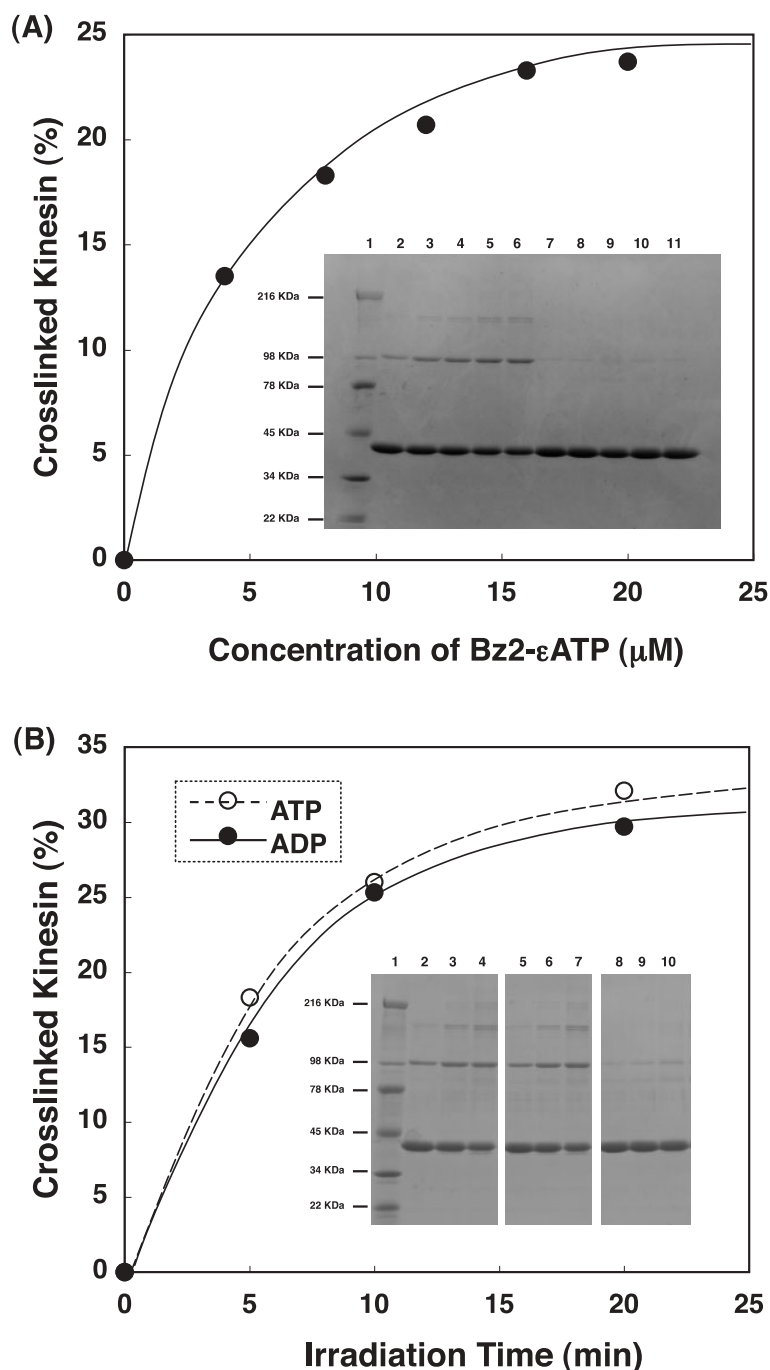 (A)
25
20
15
10
5
0
Crosslinked Kinesin (%)
1 2 3 4 5 6 7 8 9 10 11
216 KDa
98 KDa
78 KDa
45 KDa
34 KDa
22 KDa
0 5 10 15 20 25
Concentration of Bz2-εATP (μM)
(B)
35
30
25
20
15
10
5
0
Crosslinked Kinesin (%)
ATP
ADP
1 2 3 4 5 6 7 8 9 10
216 KDa
98 KDa
78 KDa
45 KDa
34 KDa
22 KDa
0 5 10 15 20 25
Irradiation Time (min)